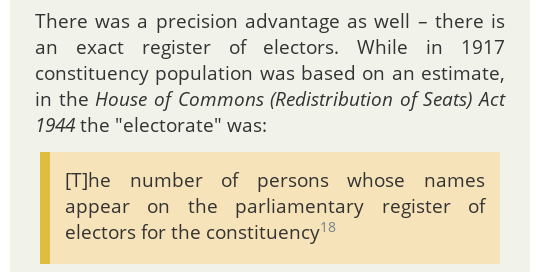 There was a precision advantage as well – there is
an exact register of electors. While in 1917
constituency population was based on an estimate,
in the House of Commons (Redistribution of Seats) Act
1944 the "electorate" was:
[T]he number of persons whose names
appear on the parliamentary register of
electors for the constituency18